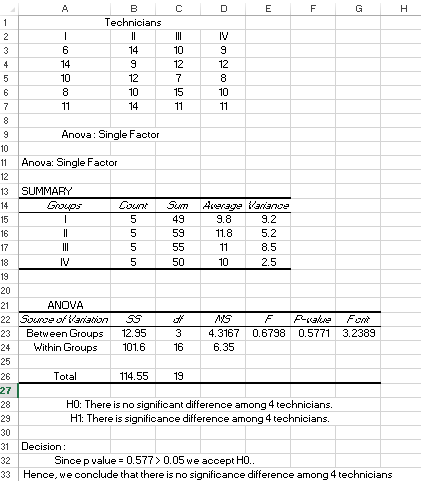 A B C D E F G H
1 Technicians
2 I II III IV
3 6 14 10 9
4 14 9 12 12
5 10 12 7 8
6 8 10 15 10
7 11 14 11 11
8
9 Anova : Single Factor
10
11 Anova: Single Factor
12
13 SUMMARY
14 Groups Count Sum Average Variance
15 I 5 49 9.8 9.2
16 II 5 59 11.8 5.2
17 III 5 55 11 8.5
18 IV 5 50 10 2.5
19
20
21 ANOVA
22 Source of Variation SS df MS F P-value F crit
23 Between Groups 12.95 3 4.3167 0.6798 0.5771 3.2389
24 Within Groups 101.6 16 6.35
25
26 Total 114.55 19
27
28 H0: There is no significant difference among 4 technicians.
29 H1: There is significance difference among 4 technicians.
30
31 Decision :
32 Since p value = 0.577 > 0.05 we accept H0..
33 Hence, we conclude that there is no significance difference among 4 technicians